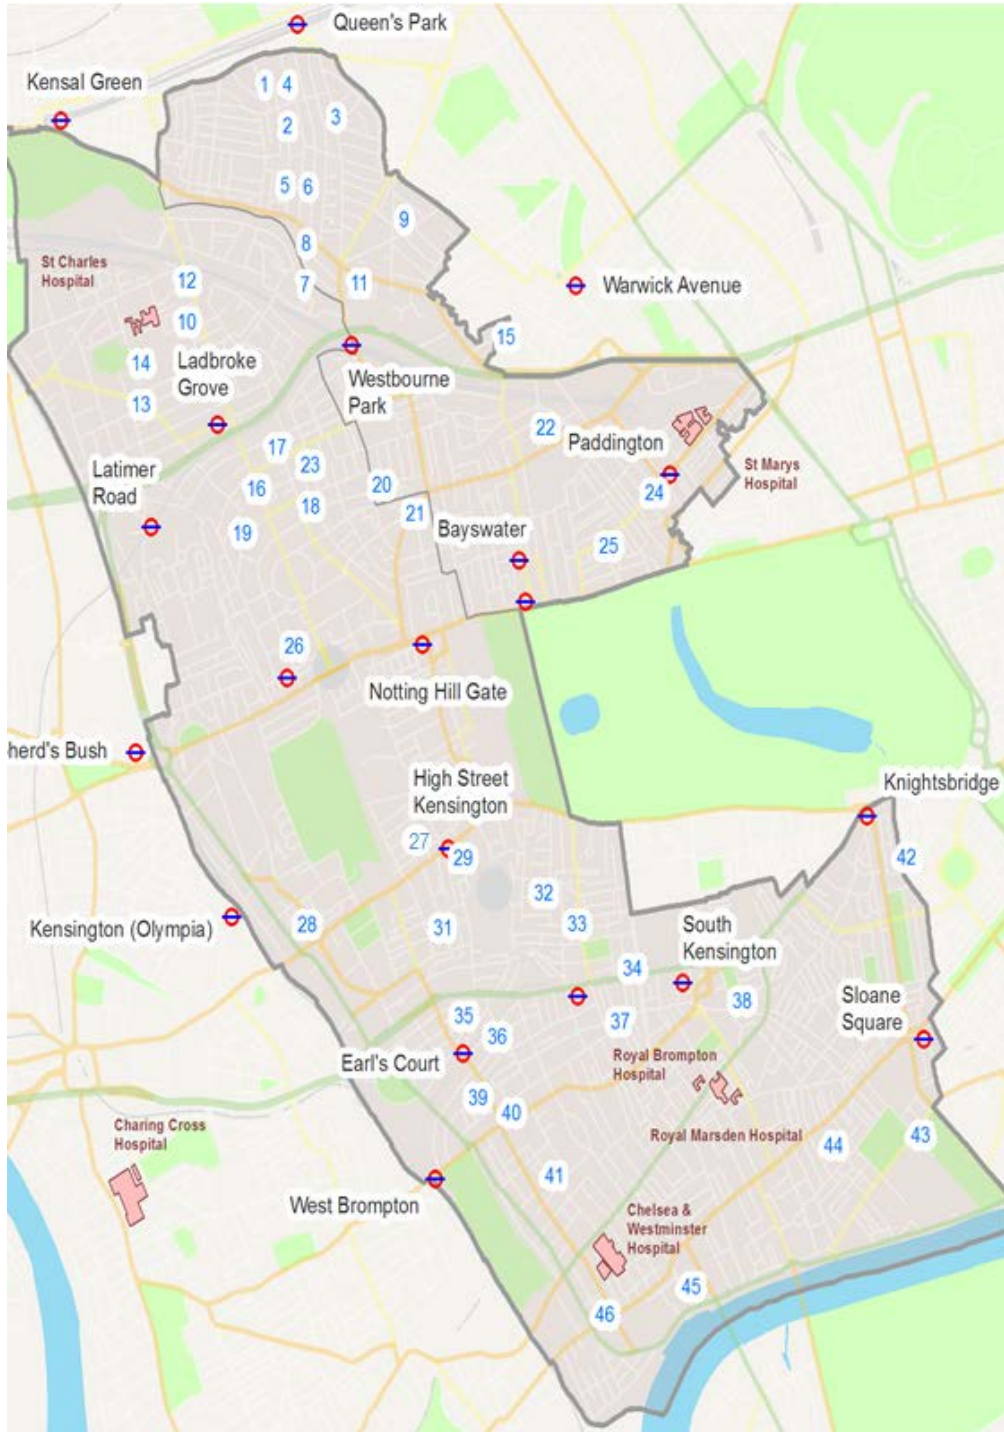 Queen's Park
Kensal Green
1
4
2
3
5
6
9
8
7
11
St Charles
Hospital
12
10
14
13
Warwick Avenue
15
Ladbroke
Grove
Westbourne
Park
22
Paddington
St Marys
Hospital
17
23
16
18
19
20
21
24
25
Latimer
Road
Bayswater
26
Notting Hill Gate
herd's Bush
High Street
Kensington
Knightsbridge
27
29
42
28
31
32
33
Kensington (Olympia)
South
Kensington
34
38
37
Sloane
Square
35
36
Earl's Court
Royal Brompton
Hospital
39
40
Charing Cross
Hospital
Royal Marsden Hospital
44
43
41
West Brompton
Chelsea &
Westminster
Hospital
45
46